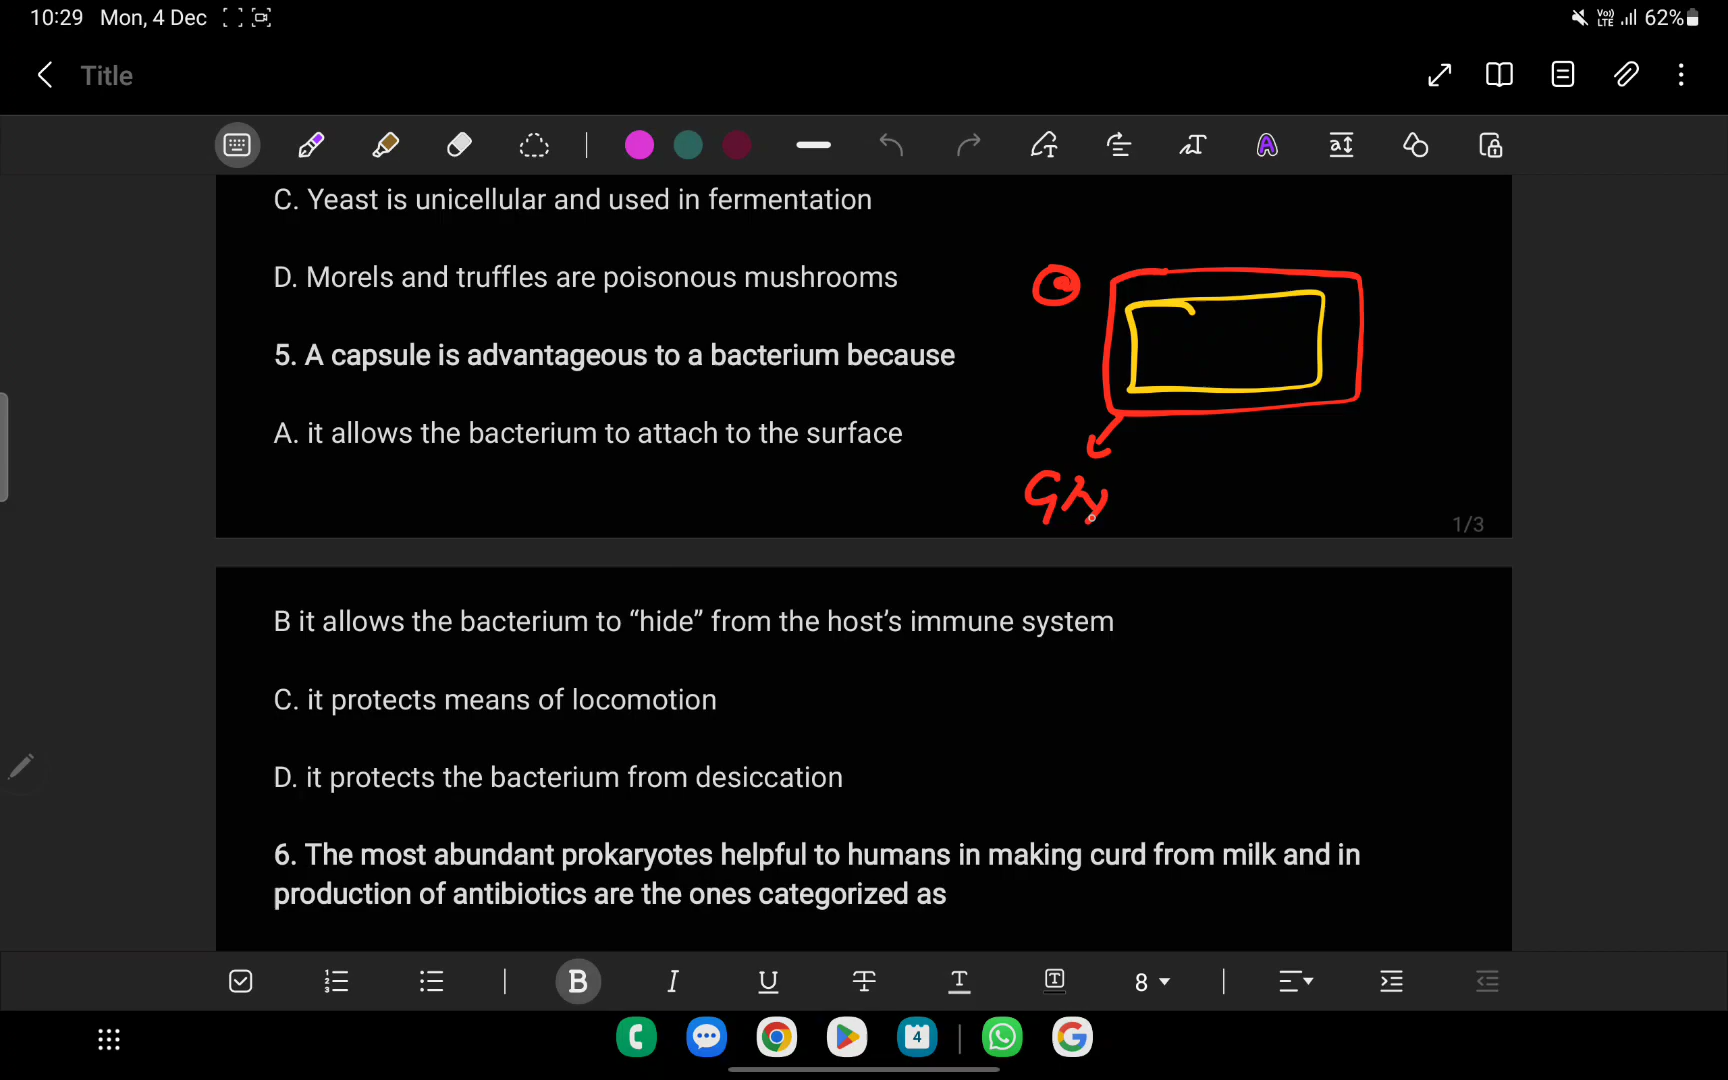 10:29 Mon, 4 Dec
Vo)) LTE 62%
Title
C. Yeast is unicellular and used in fermentation
D. Morels and truffles are poisonous mushrooms
5. A capsule is advantageous to a bacterium because
A. it allows the bacterium to attach to the surface
1/3
B it allows the bacterium to “hide” from the host’s immune system
C. it protects means of locomotion
D. it protects the bacterium from desiccation
6. The most abundant prokaryotes helpful to humans in making curd from milk and in
production of antibiotics are the ones categorized as
B I U T T T 8
4